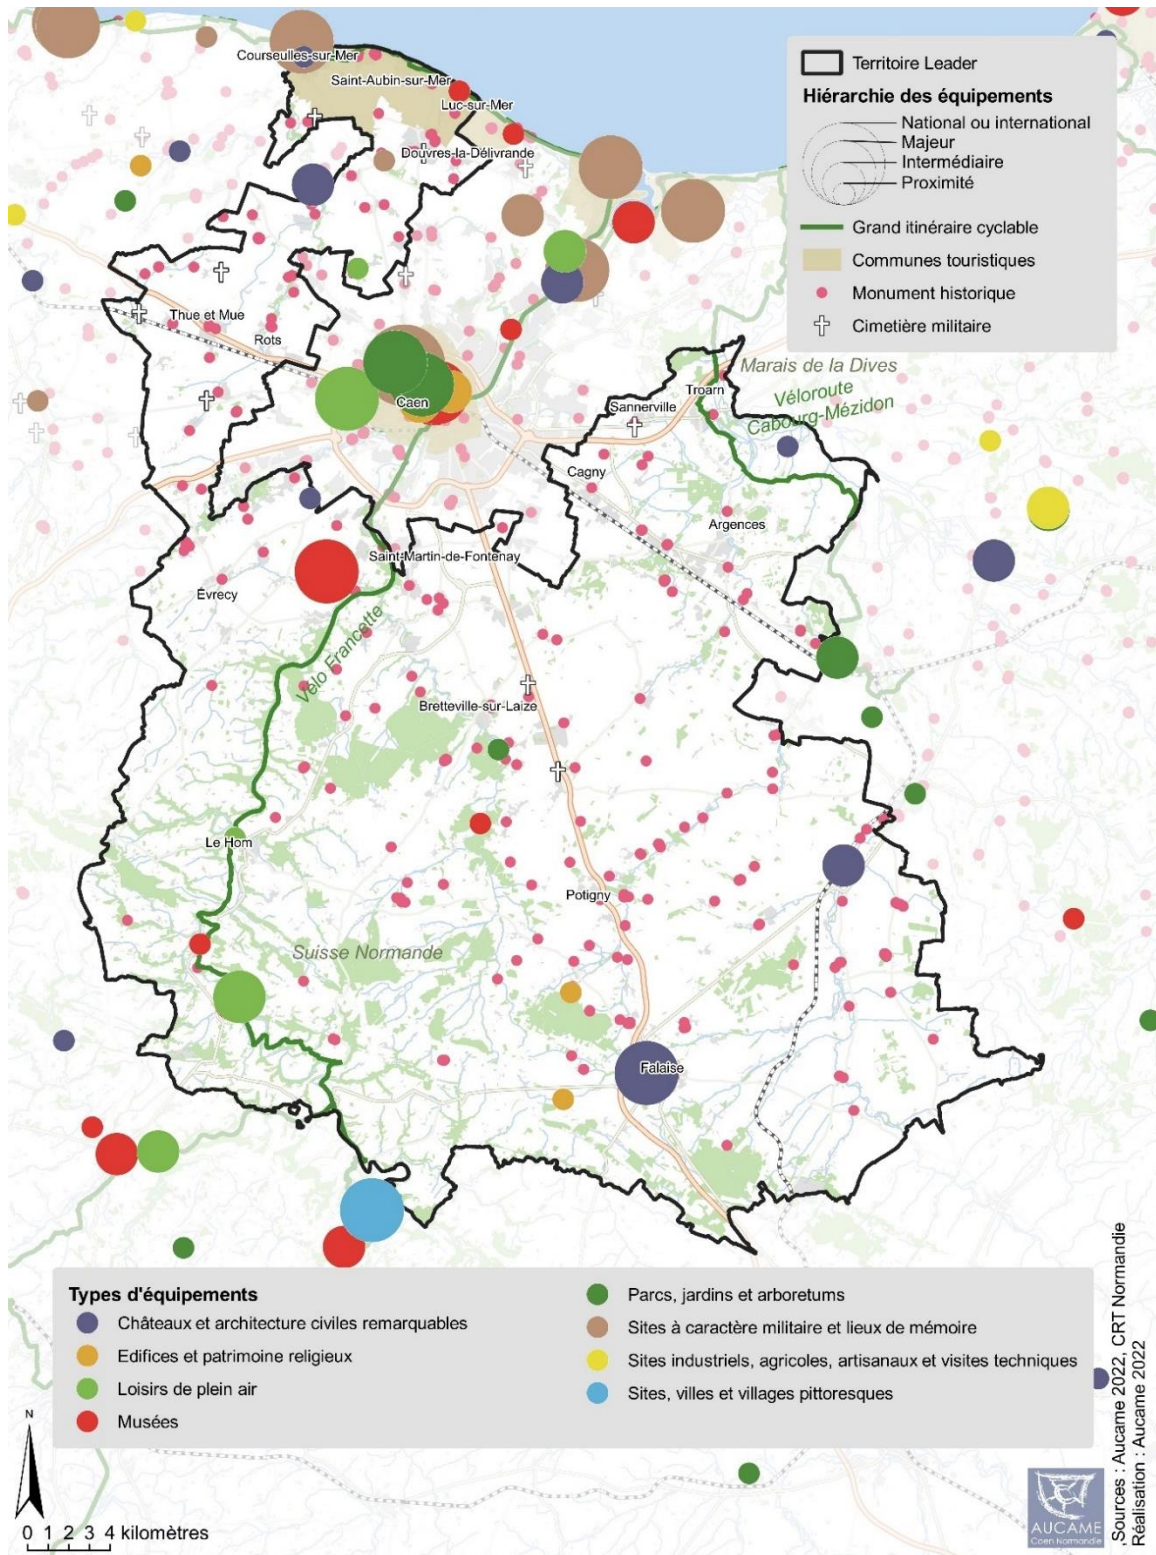 Courseulles-sur-Mer
Saint-Aubin-sur-Mer
Luc-sur-Mer
Douvres-la-Délivrande
Territoire Leader
Hiérarchie des équipements
National ou international
Majeur
Intermédiaire
Proximité
Grand itinéraire cyclable
Communes touristiques
Monument historique
Cimetière militaire
Thue et Mue
Rots
Caen
Marais de la Dives
Troarn
Véloroute
Cabourg-Mézidon
Sannerville
Cagny
Argences
Saint-Martin-de-Fontenay
Évrecy
Vélo Francette
Bretteville-sur-Laize
Le Hom
Potigny
Suisse Normande
Falaise
Types d'équipements
Châteaux et architecture civiles remarquables
Edifices et patrimoine religieux
Loisirs de plein air
Musées
Parcs, jardins et arboretums
Sites à caractère militaire et lieux de mémoire
Sites industriels, agricoles, artisanaux et visites techniques
Sites, villes et villages pittoresques
N
0 1 2 3 4 kilomètres
AUCAME
Caen Normandie
,Sources : Aucame 2022, CRT Normandie
Réalisation : Aucame 2022